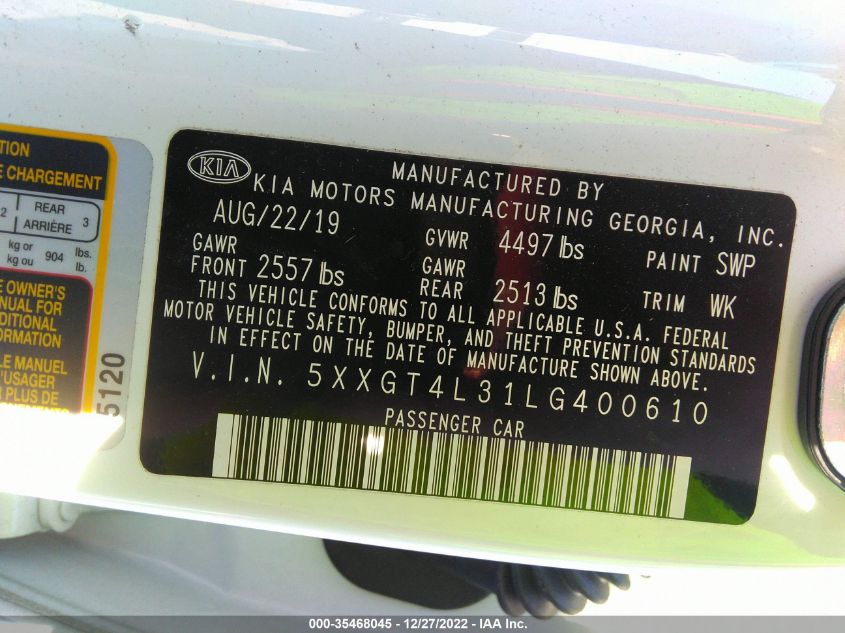 TION
E CHARGEMENT
2 REAR 3
ARRIÈRE
kg or lbs.
kg ou 904 lb.
E OWNER'S
ANUAL FOR
DITIONAL
ORMATION
LE MANUEL
'USAGER
5120
KIA
MANUFACTURED BY
KIA MOTORS MANUFACTURING GEORGIA, INC.
AUG/22/19 GVWR 4497 lbs PAINT SWP
GAWR GAWR
FRONT 2557 lbs REAR 2513 lbs TRIM WK
THIS VEHICLE CONFORMS TO ALL APPLICABLE U.S.A. FEDERAL
MOTOR VEHICLE SAFETY, BUMPER, AND THEFT PREVENTION STANDARDS
IN EFFECT ON THE DATE OF MANUFACTURE SHOWN ABOVE.
V.I.N. 5XXGT4L31LG400610
PASSENGER CAR
000-35468045 - 12/27/2022 - IAA Inc.